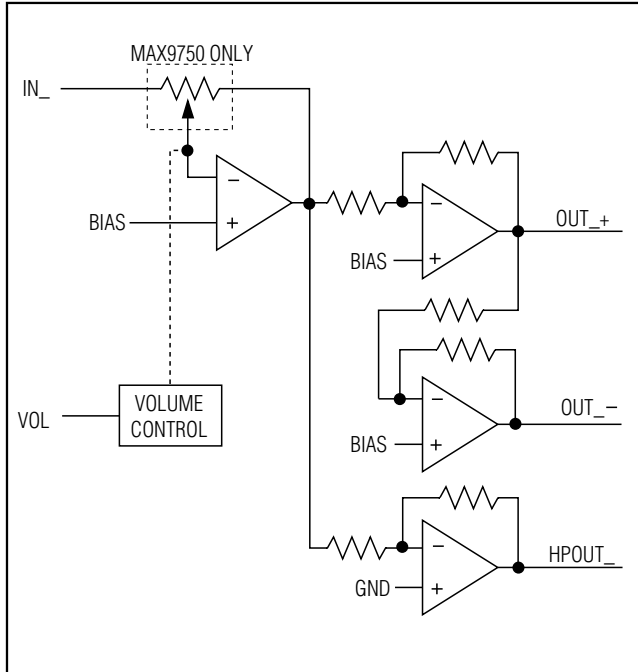 MAX9750 ONLY
IN_
−
+
BIAS
−
+
BIAS
OUT_+
−
+
BIAS
OUT_−
VOL
VOLUME
CONTROL
−
+
GND
HPOUT_